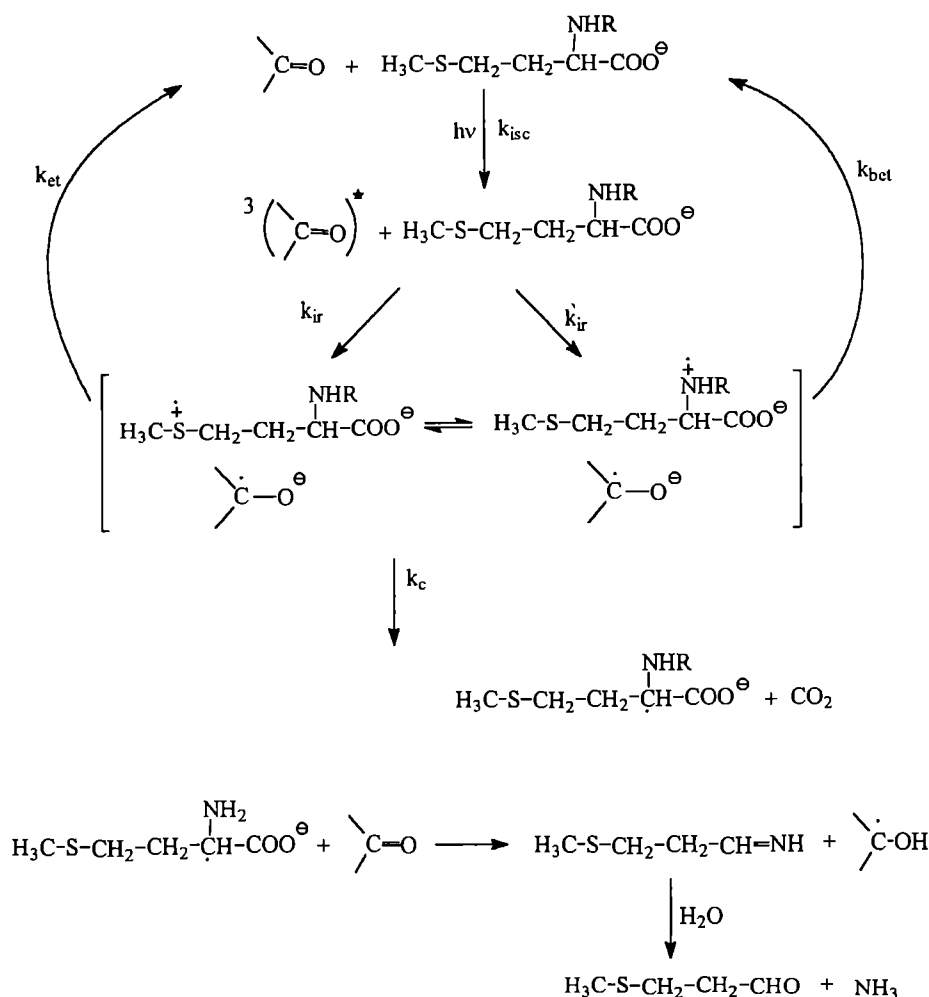 NHR
C=O + H3C-S-CH2-CH2-CH-COO⊖
hν kisc
ket kbet
3 (C=O)* + H3C-S-CH2-CH2-CH-COO⊖
NHR
kir k'ir
NHR NHR
H3C-S-CH2-CH2-CH-COO⊖ ⇌ H3C-S-CH2-CH2-CH-COO⊖
C—O⊖ C—O⊖
kc
NHR
H3C-S-CH2-CH2-CH-COO⊖ + CO2
NH2
H3C-S-CH2-CH2-CH-COO⊖ + C=O → H3C-S-CH2-CH2-CH=NH + C-OH
H2O
H3C-S-CH2-CH2-CHO + NH3